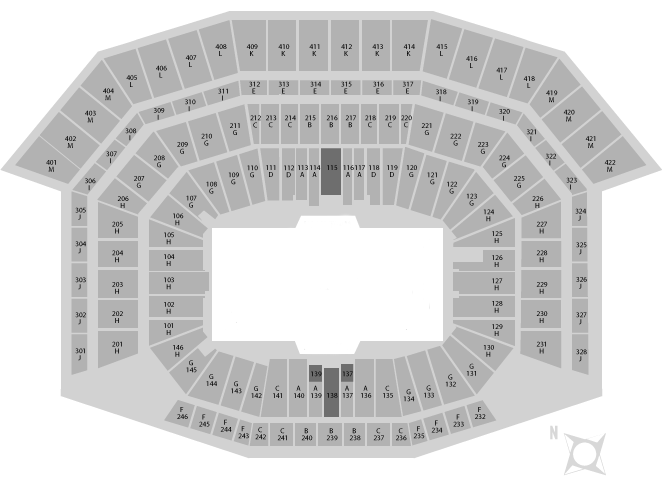 408 L 409 K 410 K 411 K 412 K 413 K 414 K 415 L
407 L 416 L
406 L 417 L
405 L 418 L
404 M 419 M
403 M 420 M
402 M 421 M
401 M 422 M
312 E 313 E 314 E 315 E 316 E 317 E
311 I 318 I
310 I 319 I
309 I 320
308 I 321 I
307 I 322 I
306 I 323 I
212 C 213 C 214 C 215 B 216 B 217 B 218 C 219 C 220 C
211 G 221 G
210 G 222 G
209 G 223 G
208 G 224 G
207 G 225 G
206 H 226 H
110 G 111 D 112 D 113 A 114 A 115 116 A 117 A 118 D 119 D 120 G
109 G 121 G
108 G 122 G
107 G 123 G
106 H 124 H
305 J 205 H 105 H 125 H 227 H 324 J
304 J 204 H 104 H 126 H 228 H 325 J
303 J 203 H 103 H 127 H 229 H 326 J
302 J 202 H 102 H 128 H 230 H 327 J
301 J 201 H 101 H 129 H 231 H 328 J
146 H 130 H
G 145 G 131
G 144 G 132
G 143 G 133
G 142 C 141 A 140 139 A 139 138 137 A 137 A 136 C 135 G 134
F 246 F 232
F 245 F 233
F 244 F 234
F 243 C 242 C 241 B 240 B 239 B 238 C 237 C 236 F 235
N